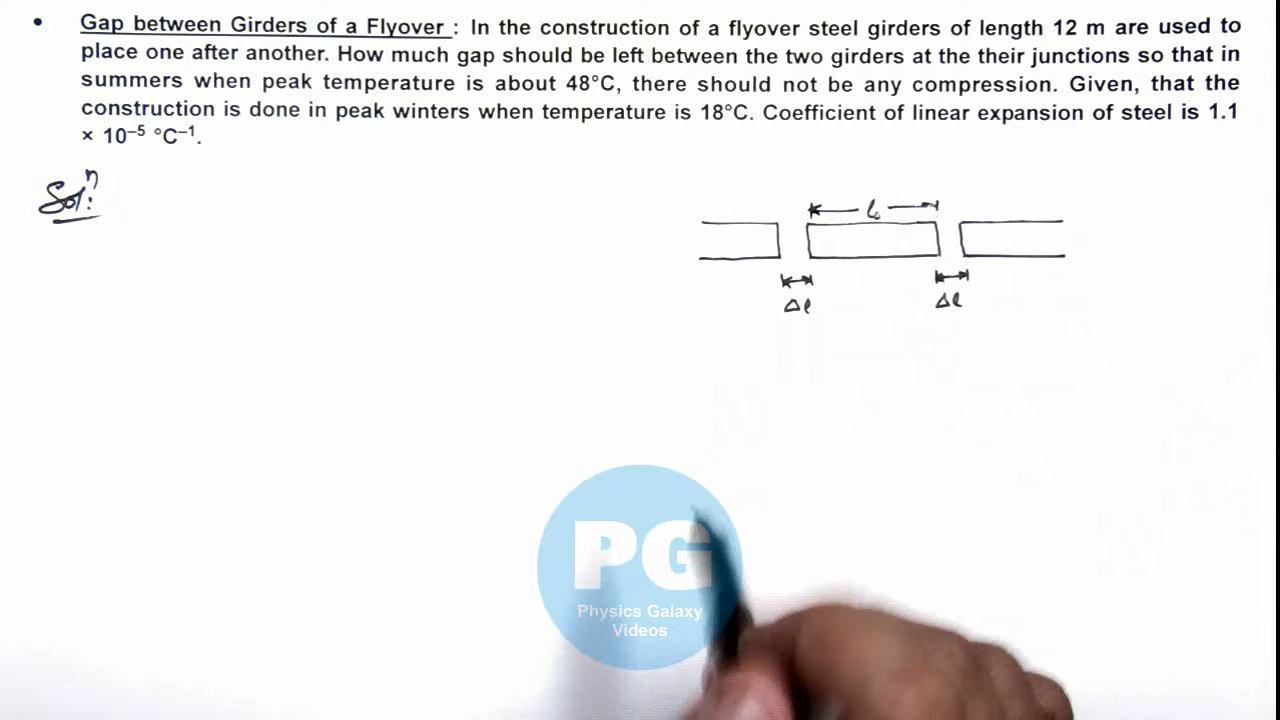 • Gap between Girders of a Flyover : In the construction of a flyover steel girders of length 12 m are used to
place one after another. How much gap should be left between the two girders at the their junctions so that in
summers when peak temperature is about 48°C, there should not be any compression. Given, that the
construction is done in peak winters when temperature is 18°C. Coefficient of linear expansion of steel is 1.1
× 10⁻⁵ °C⁻¹.
Solⁿ:
l₀
Δl Δl
PG
Physics Galaxy
Videos